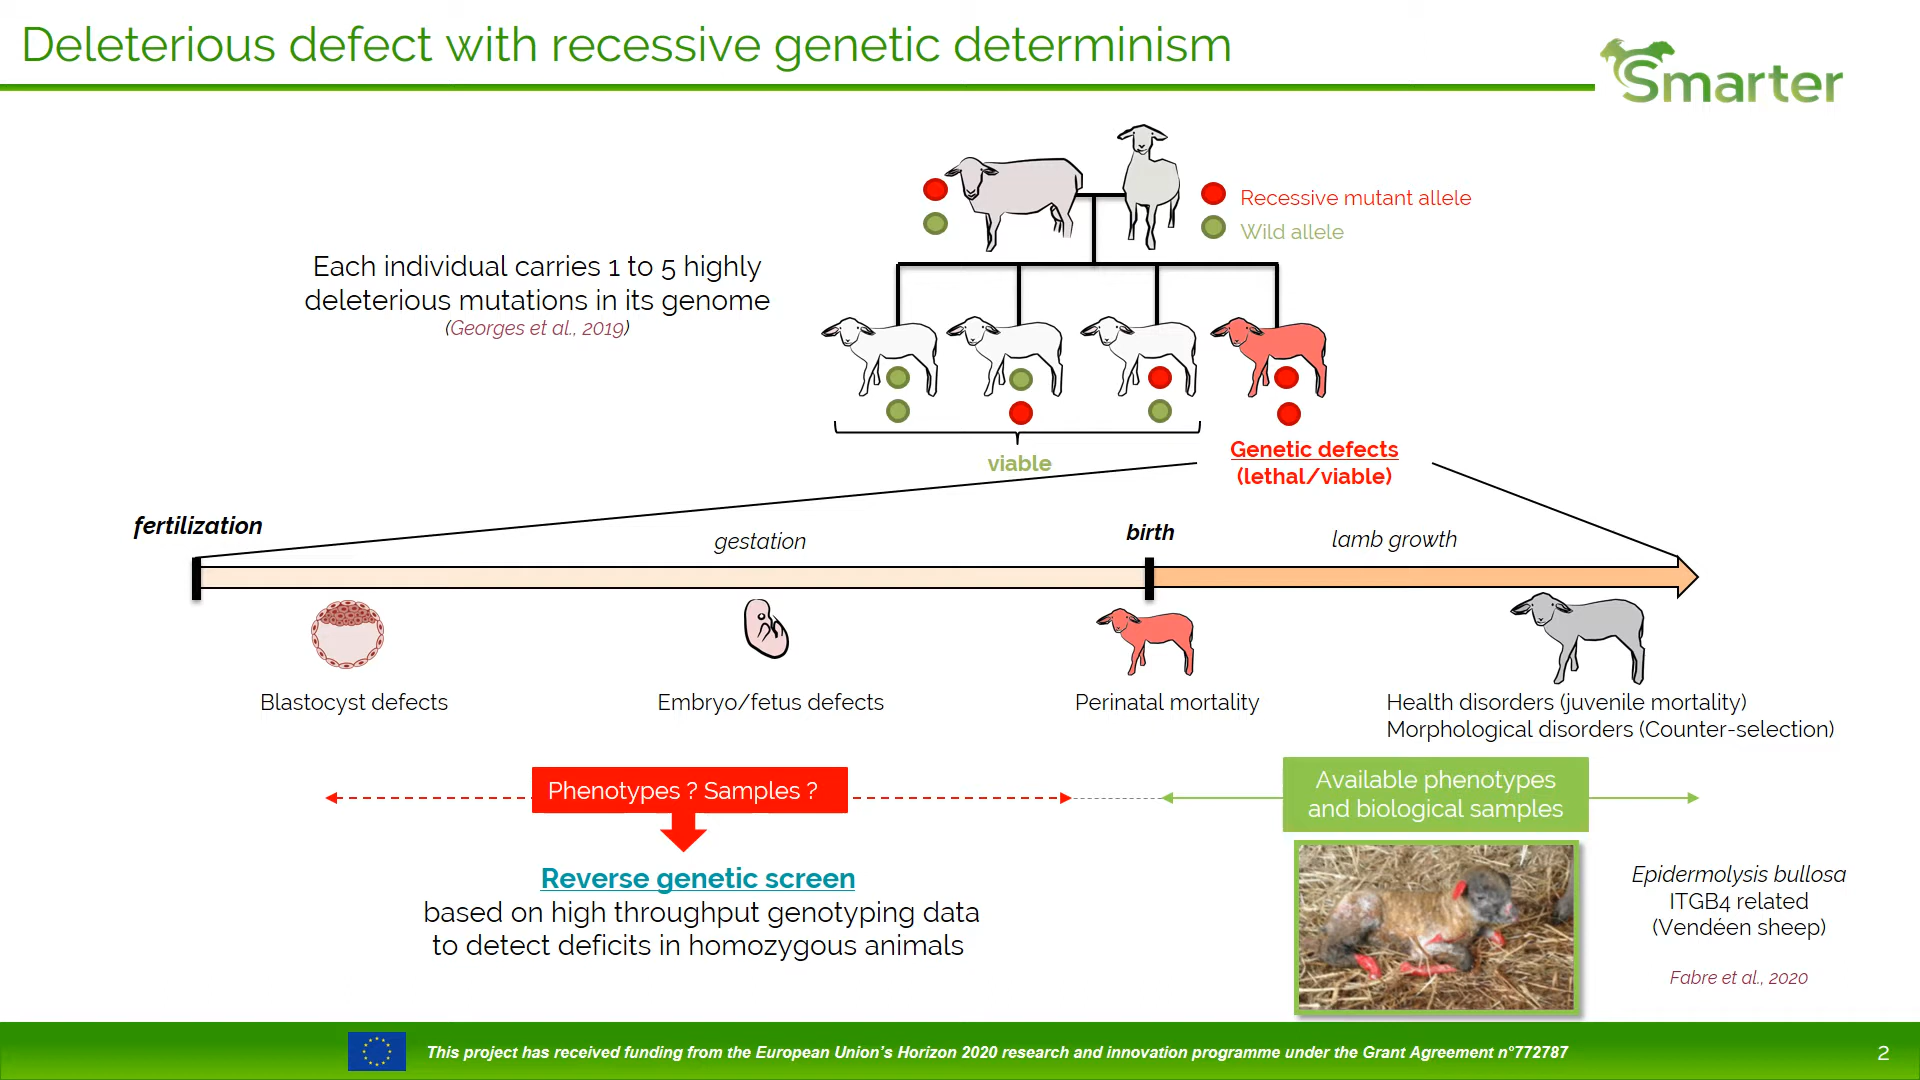 Deleterious defect with recessive genetic determinism
Smarter
Recessive mutant allele
Wild allele
Each individual carries 1 to 5 highly
deleterious mutations in its genome
(Georges et al., 2019)
viable
Genetic defects
(lethal/viable)
fertilization
gestation
birth
lamb growth
Blastocyst defects
Embryo/fetus defects
Perinatal mortality
Health disorders (juvenile mortality)
Morphological disorders (Counter-selection)
Phenotypes ? Samples ?
Available phenotypes
and biological samples
Reverse genetic screen
based on high throughput genotyping data
to detect deficits in homozygous animals
Epidermolysis bullosa
ITGB4 related
(Vendéen sheep)
Fabre et al., 2020
This project has received funding from the European Union's Horizon 2020 research and innovation programme under the Grant Agreement n°772787
2